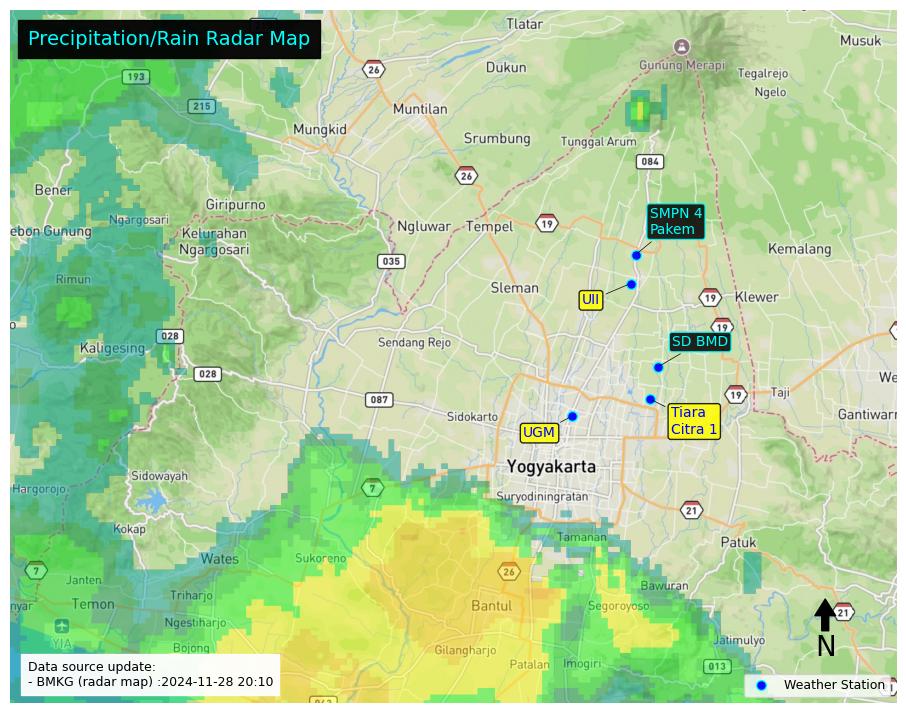 Precipitation/Rain Radar Map
Tlatar
Musuk
26
Gunung Merapi
193
Dukun
Tegalrejo
Ngelo
215
Muntilan
Mungkid
Srumbung
Tunggal Arum
084
26
Bener
Giripurno
Ngargosari
SMPN 4
Pakem
Ngluwar
Tempel
19
ebon Gunung
Kelurahan
Ngargosari
Kemalang
035
Rimun
Sleman
UII
19
Klewer
o
028
Sendang Rejo
19
SD BMD
Kaligesing
028
We
087
19
Taji
Sidokarto
Tiara
Citra 1
Gantiwarn
UGM
Yogyakarta
Sidowayah
Hargorojo
7
Suryodiningratan
21
Kokap
Tamanan
Patuk
Wates
Sukoreno
7
26
Janten
Bawuran
Triharjo
nyar
Temon
Bantul
Segoroyoso
21
Ngestiharjo
YIA
N
Jatimulyo
Bojong
Gilangharjo
Patalan
Imogiri
013
Data source update:
- BMKG (radar map) :2024-11-28 20:10
Weather Station